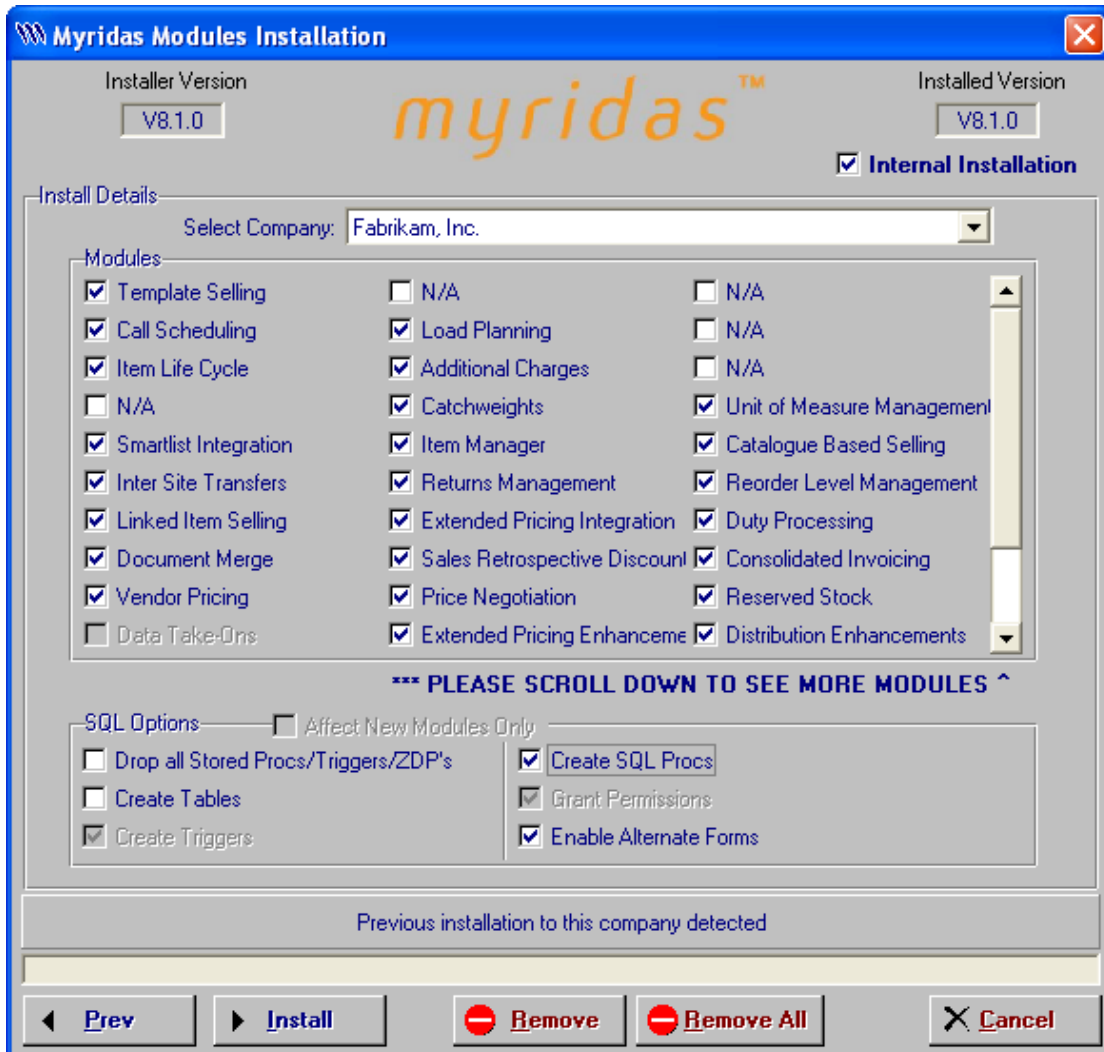 Myridas Modules Installation
Installer Version
myridas™
Installed Version
V8.1.0
V8.1.0
Internal Installation
Install Details
Select Company: Fabrikam, Inc.
Modules
Template Selling N/A N/A
Call Scheduling Load Planning N/A
Item Life Cycle Additional Charges N/A
N/A Catchweights Unit of Measure Management
Smartlist Integration Item Manager Catalogue Based Selling
Inter Site Transfers Returns Management Reorder Level Management
Linked Item Selling Extended Pricing Integration Duty Processing
Document Merge Sales Retrospective Discount Consolidated Invoicing
Vendor Pricing Price Negotiation Reserved Stock
Data Take-Ons Extended Pricing Enhanceme Distribution Enhancements
*** PLEASE SCROLL DOWN TO SEE MORE MODULES ^
SQL Options Affect New Modules Only
Drop all Stored Procs/Triggers/ZDP's Create SQL Procs
Create Tables Grant Permissions
Create Triggers Enable Alternate Forms
Previous installation to this company detected
Prev Install Remove Remove All Cancel